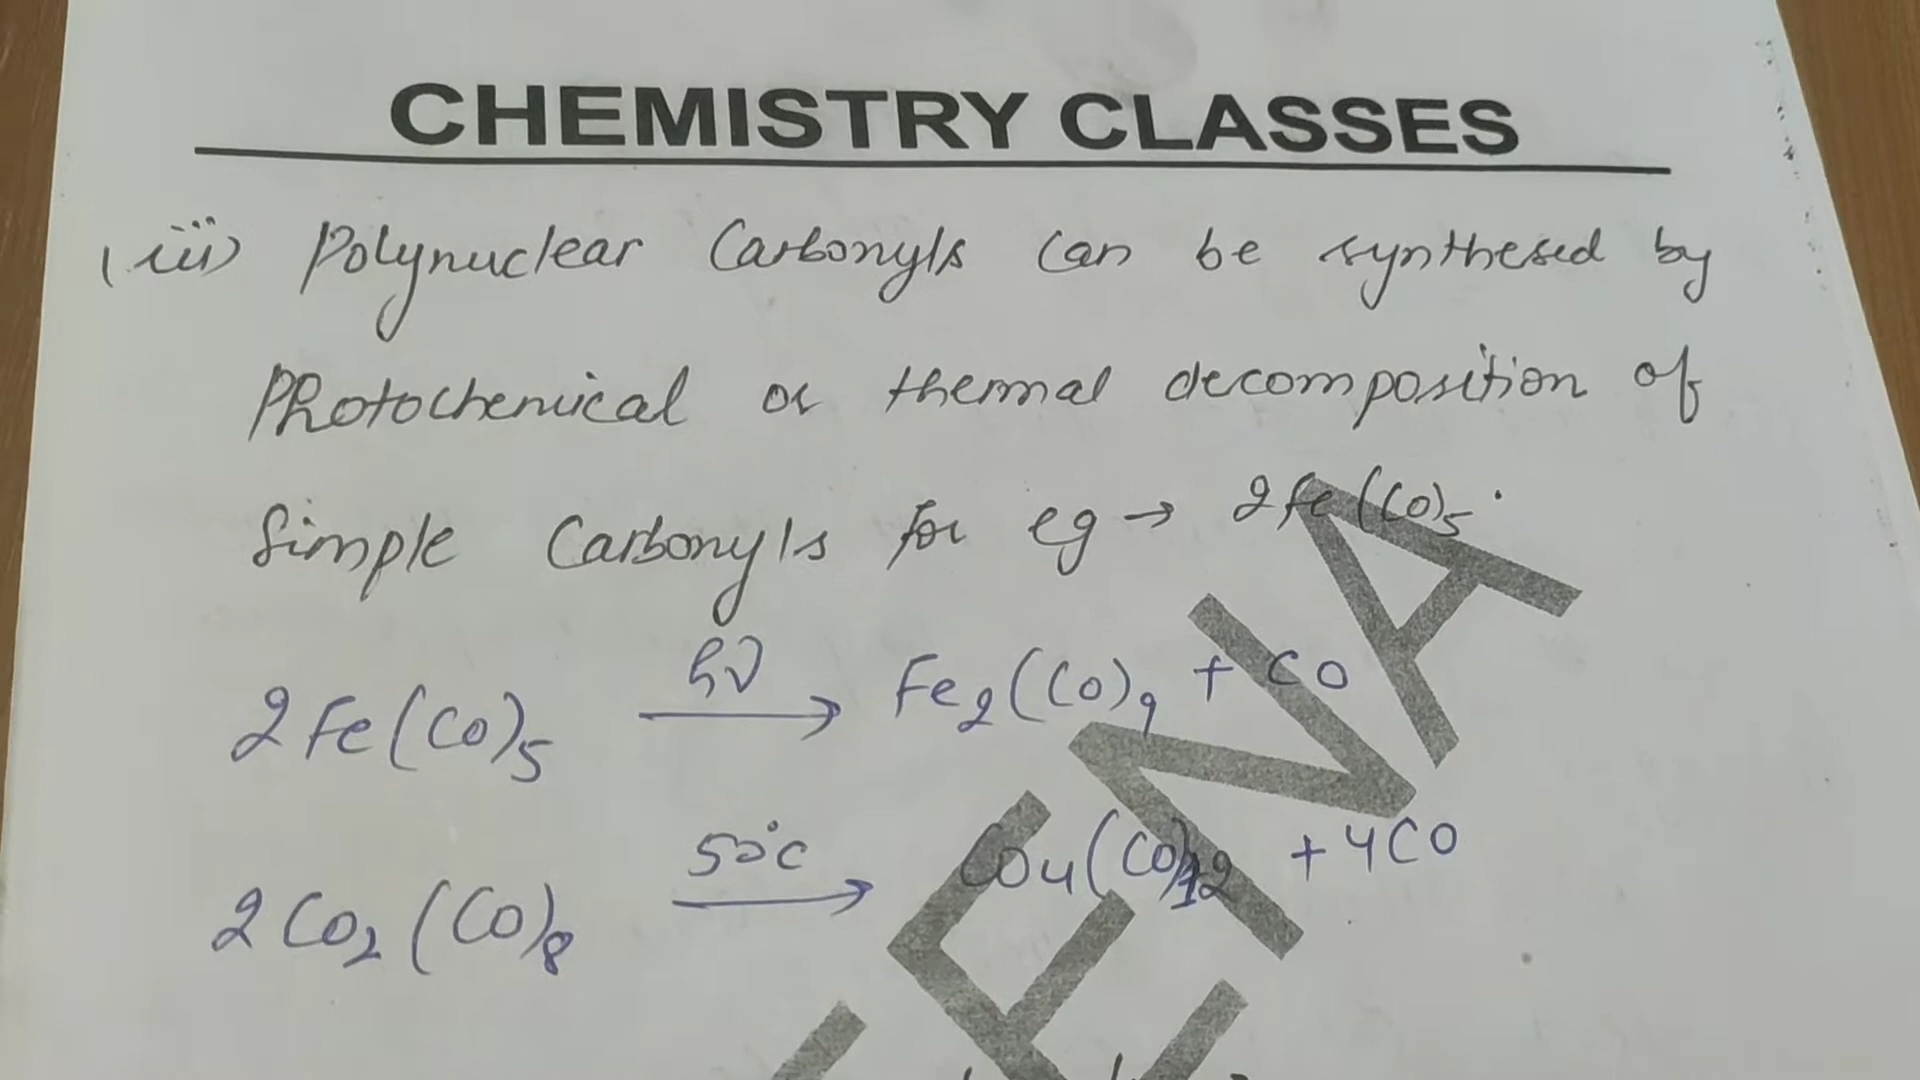 CHEMISTRY CLASSES
(iii) Polynuclear Carbonyls can be synthesed by
Photochemical or thermal decomposition of
Simple Carbonyls for eg → 2Fe(CO)5.
2Fe(CO)5 hν → Fe2(CO)9 + CO
2Co2(CO)8 50°C → Co4(CO)12 + 4CO